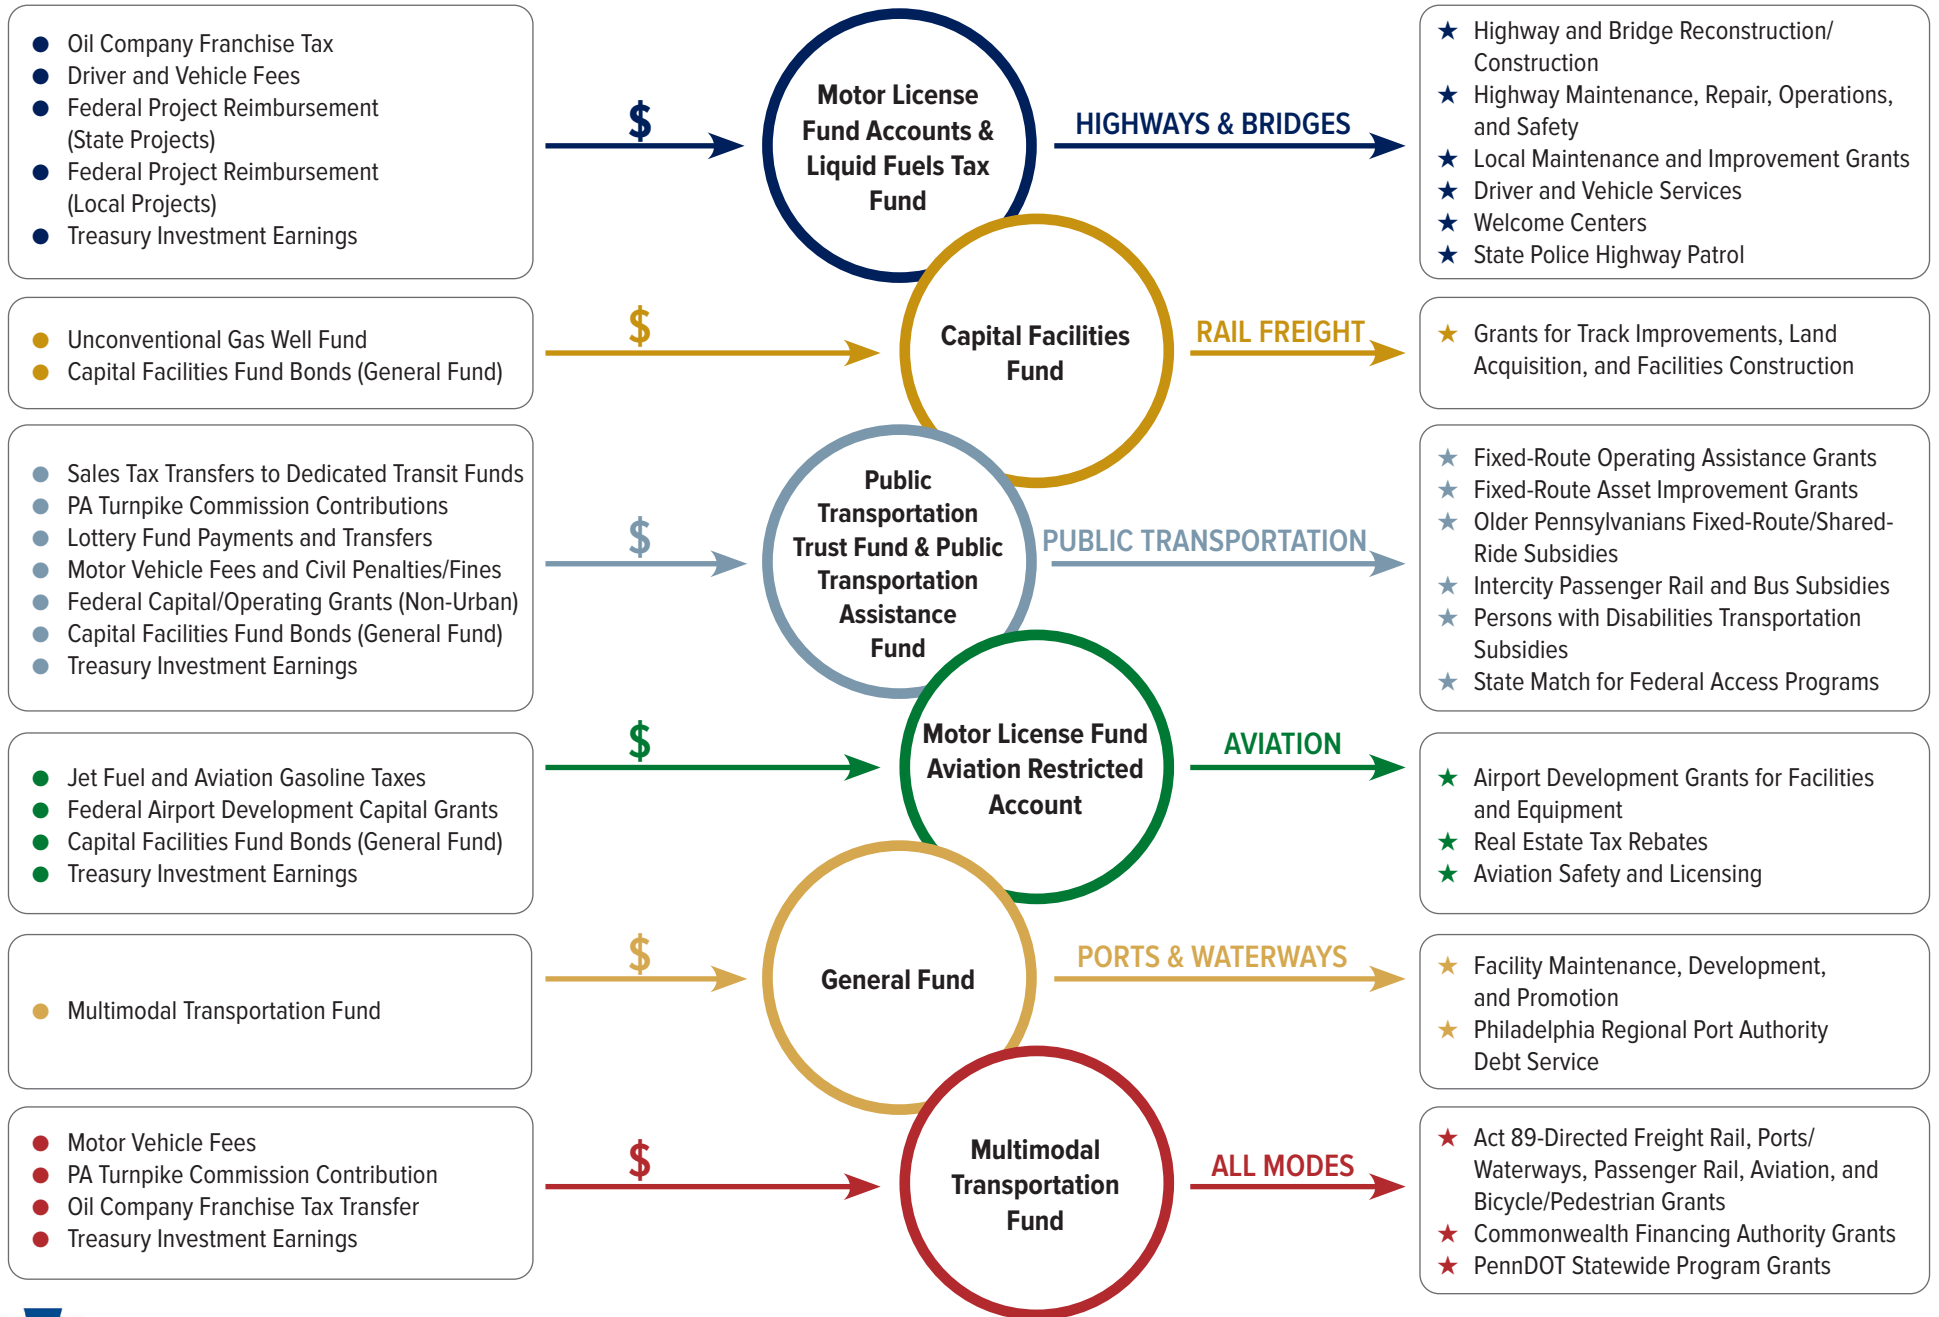 Oil Company Franchise Tax
Driver and Vehicle Fees
Federal Project Reimbursement
(State Projects)
Federal Project Reimbursement
(Local Projects)
Treasury Investment Earnings
$
Motor License
Fund Accounts &
Liquid Fuels Tax
Fund
HIGHWAYS & BRIDGES
Highway and Bridge Reconstruction/
Construction
Highway Maintenance, Repair, Operations,
and Safety
Local Maintenance and Improvement Grants
Driver and Vehicle Services
Welcome Centers
State Police Highway Patrol
Unconventional Gas Well Fund
Capital Facilities Fund Bonds (General Fund)
$
Capital Facilities
Fund
RAIL FREIGHT
Grants for Track Improvements, Land
Acquisition, and Facilities Construction
Sales Tax Transfers to Dedicated Transit Funds
PA Turnpike Commission Contributions
Lottery Fund Payments and Transfers
Motor Vehicle Fees and Civil Penalties/Fines
Federal Capital/Operating Grants (Non-Urban)
Capital Facilities Fund Bonds (General Fund)
Treasury Investment Earnings
$
Public
Transportation
Trust Fund & Public
Transportation
Assistance
Fund
PUBLIC TRANSPORTATION
Fixed-Route Operating Assistance Grants
Fixed-Route Asset Improvement Grants
Older Pennsylvanians Fixed-Route/Shared-
Ride Subsidies
Intercity Passenger Rail and Bus Subsidies
Persons with Disabilities Transportation
Subsidies
State Match for Federal Access Programs
Jet Fuel and Aviation Gasoline Taxes
Federal Airport Development Capital Grants
Capital Facilities Fund Bonds (General Fund)
Treasury Investment Earnings
$
Motor License Fund
Aviation Restricted
Account
AVIATION
Airport Development Grants for Facilities
and Equipment
Real Estate Tax Rebates
Aviation Safety and Licensing
Multimodal Transportation Fund
$
General Fund
PORTS & WATERWAYS
Facility Maintenance, Development,
and Promotion
Philadelphia Regional Port Authority
Debt Service
Motor Vehicle Fees
PA Turnpike Commission Contribution
Oil Company Franchise Tax Transfer
Treasury Investment Earnings
$
Multimodal
Transportation
Fund
ALL MODES
Act 89-Directed Freight Rail, Ports/
Waterways, Passenger Rail, Aviation, and
Bicycle/Pedestrian Grants
Commonwealth Financing Authority Grants
PennDOT Statewide Program Grants